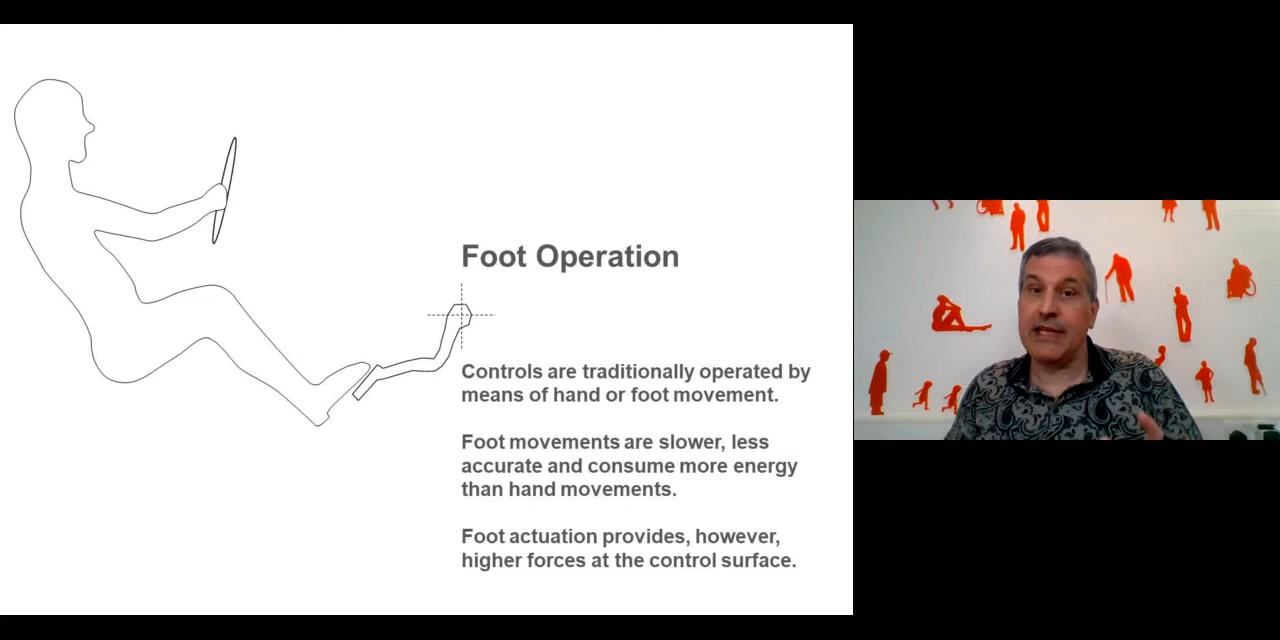 Foot Operation
Controls are traditionally operated by
means of hand or foot movement.
Foot movements are slower, less
accurate and consume more energy
than hand movements.
Foot actuation provides, however,
higher forces at the control surface.